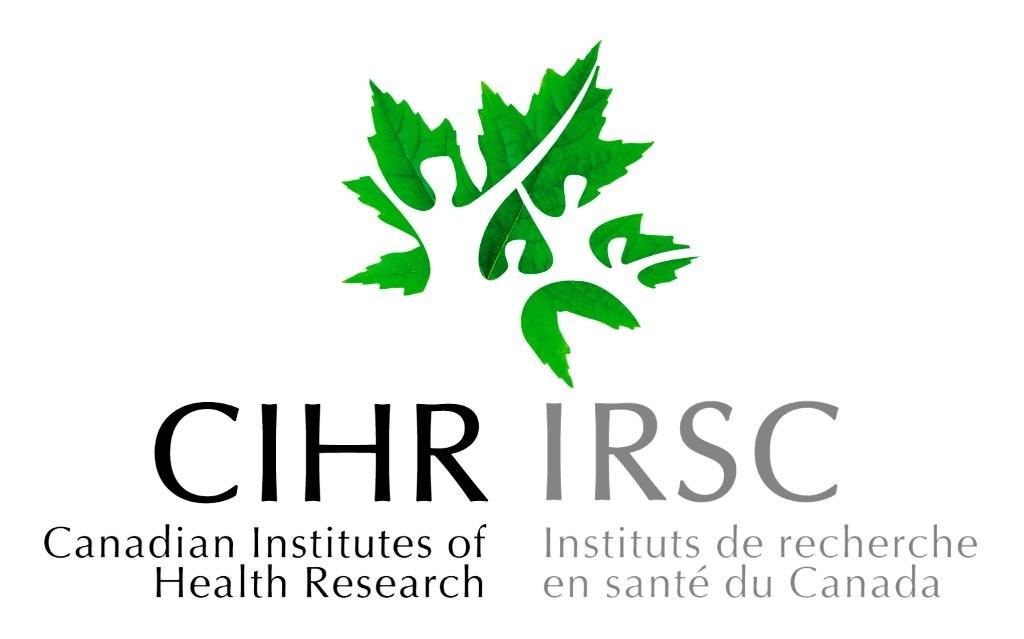 CIHR IRSC
Canadian Institutes of
Health Research
Instituts de recherche
en santé du Canada